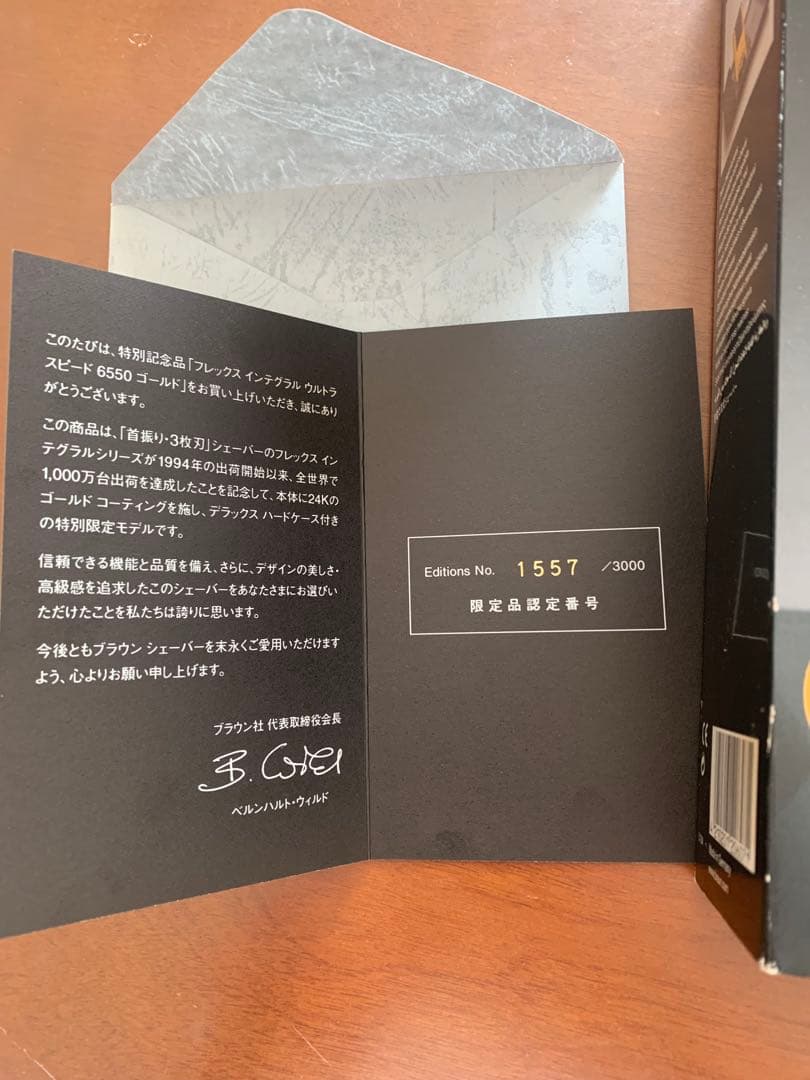 このたびは、特別記念品「フレックス インテグラル ウルトラ
スピード 6550 ゴールド」をお買い上げいただき、誠にあり
がとうございます。
この商品は、「首振り・3枚刃」シェーバーのフレックス イン
テグラルシリーズが1994年の出荷開始以来、全世界で
1,000万台出荷を達成したことを記念して、本体に24Kの
ゴールド コーティングを施し、デラックス ハードケース付き
の特別限定モデルです。
信頼できる機能と品質を備え、さらに、デザインの美しさ・
高級感を追求したこのシェーバーをあなたさまにお選びい
ただけたことを私たちは誇りに思います。
今後ともブラウン シェーバーを末永くご愛用いただけます
よう、心よりお願い申し上げます。
ブラウン社 代表取締役会長
B. Wild
ベルンハルト・ウィルド
Editions No. 1557 /3000
限定品認定番号
CE